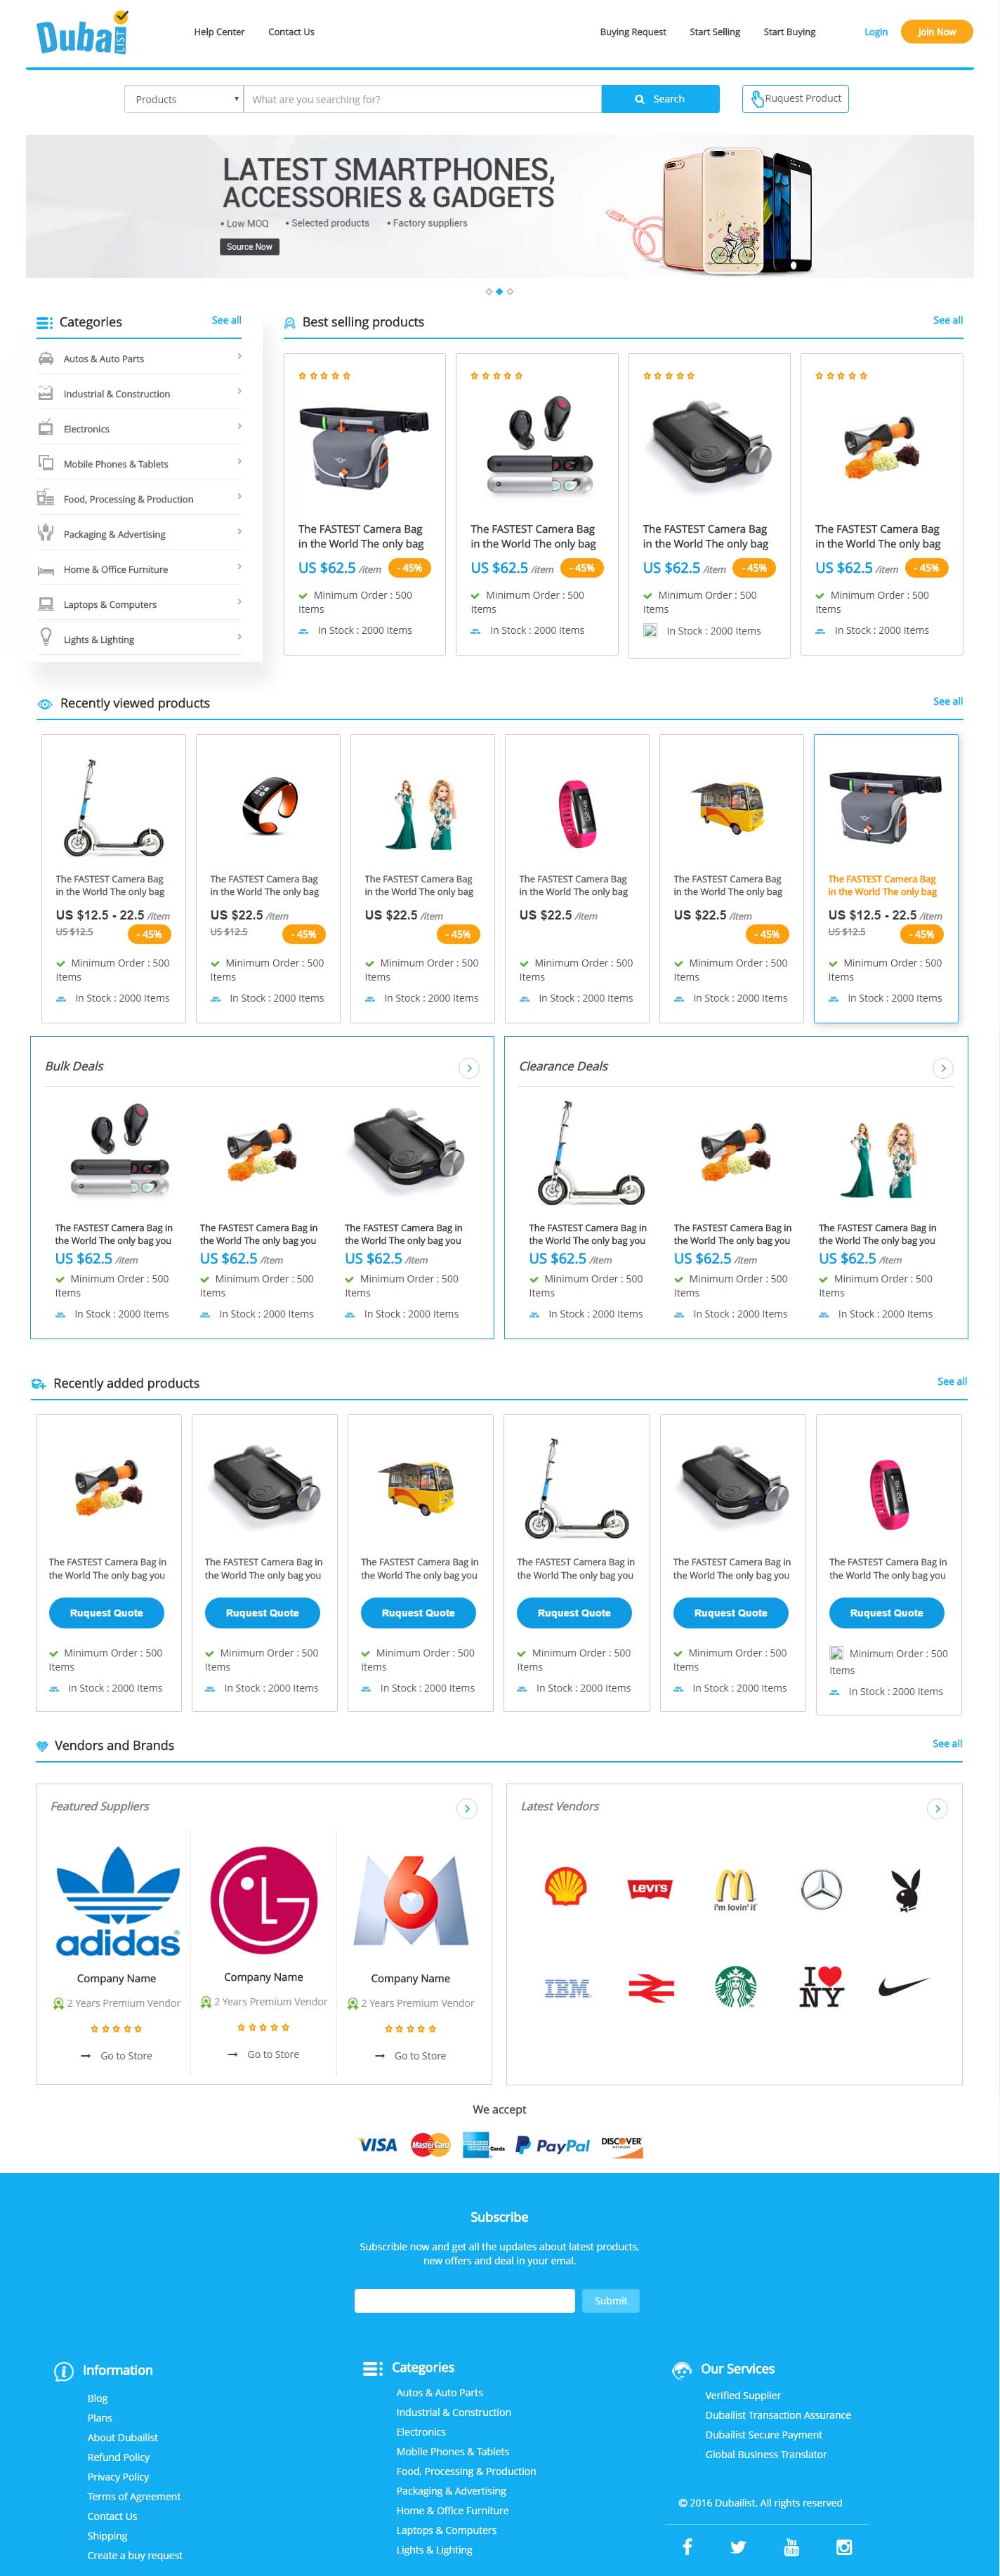 Dubai LIST
Help Center
Contact Us
Buying Request
Start Selling
Start Buying
Login
Join Now
Products
What are you searching for?
Search
Ruquest Product
LATEST SMARTPHONES,
ACCESSORIES & GADGETS
• Low MOQ • Selected products • Factory suppliers
Source Now
Categories
See all
Autos & Auto Parts
Industrial & Construction
Electronics
Mobile Phones & Tablets
Food, Processing & Production
Packaging & Advertising
Home & Office Furniture
Laptops & Computers
Lights & Lighting
Best selling products
See all
The FASTEST Camera Bag
in the World The only bag
US $62.5 /item - 45%
Minimum Order : 500
Items
In Stock : 2000 Items
The FASTEST Camera Bag
in the World The only bag
US $62.5 /item - 45%
Minimum Order : 500
Items
In Stock : 2000 Items
The FASTEST Camera Bag
in the World The only bag
US $62.5 /item - 45%
Minimum Order : 500
Items
In Stock : 2000 Items
The FASTEST Camera Bag
in the World The only bag
US $62.5 /item - 45%
Minimum Order : 500
Items
In Stock : 2000 Items
Recently viewed products
See all
The FASTEST Camera Bag
in the World The only bag
US $12.5 - 22.5 /item
US $12.5 - 45%
Minimum Order : 500
Items
In Stock : 2000 Items
The FASTEST Camera Bag
in the World The only bag
US $22.5 /item
US $12.5 - 45%
Minimum Order : 500
Items
In Stock : 2000 Items
The FASTEST Camera Bag
in the World The only bag
US $22.5 /item
- 45%
Minimum Order : 500
Items
In Stock : 2000 Items
The FASTEST Camera Bag
in the World The only bag
US $22.5 /item
Minimum Order : 500
Items
In Stock : 2000 Items
The FASTEST Camera Bag
in the World The only bag
US $22.5 /item
- 45%
Minimum Order : 500
Items
In Stock : 2000 Items
The FASTEST Camera Bag
in the World The only bag
US $12.5 - 22.5 /item
US $12.5 - 45%
Minimum Order : 500
Items
In Stock : 2000 Items
Bulk Deals
The FASTEST Camera Bag in
the World The only bag you
US $62.5 /item
Minimum Order : 500
Items
In Stock : 2000 Items
The FASTEST Camera Bag in
the World The only bag you
US $62.5 /item
Minimum Order : 500
Items
In Stock : 2000 Items
The FASTEST Camera Bag in
the World The only bag you
US $62.5 /item
Minimum Order : 500
Items
In Stock : 2000 Items
Clearance Deals
The FASTEST Camera Bag in
the World The only bag you
US $62.5 /item
Minimum Order : 500
Items
In Stock : 2000 Items
The FASTEST Camera Bag in
the World The only bag you
US $62.5 /item
Minimum Order : 500
Items
In Stock : 2000 Items
The FASTEST Camera Bag in
the World The only bag you
US $62.5 /item
Minimum Order : 500
Items
In Stock : 2000 Items
Recently added products
See all
The FASTEST Camera Bag in
the World The only bag you
Ruquest Quote
Minimum Order : 500
Items
In Stock : 2000 Items
The FASTEST Camera Bag in
the World The only bag you
Ruquest Quote
Minimum Order : 500
Items
In Stock : 2000 Items
The FASTEST Camera Bag in
the World The only bag you
Ruquest Quote
Minimum Order : 500
Items
In Stock : 2000 Items
The FASTEST Camera Bag in
the World The only bag you
Ruquest Quote
Minimum Order : 500
Items
In Stock : 2000 Items
The FASTEST Camera Bag in
the World The only bag you
Ruquest Quote
Minimum Order : 500
Items
In Stock : 2000 Items
The FASTEST Camera Bag in
the World The only bag you
Ruquest Quote
Minimum Order : 500
Items
In Stock : 2000 Items
Vendors and Brands
See all
Featured Suppliers
adidas
Company Name
2 Years Premium Vendor
Go to Store
LG
Company Name
2 Years Premium Vendor
Go to Store
M6
Company Name
2 Years Premium Vendor
Go to Store
Latest Vendors
LEVI'S
i'm lovin' it
IBM
I NY
We accept
VISA
MasterCard
AMERICAN EXPRESS Cards
PayPal
DISCOVER NETWORK
Subscribe
Subscrible now and get all the updates about latest products,
new offers and deal in your emal.
Submit
Information
Blog
Plans
About Dubailist
Refund Policy
Privacy Policy
Terms of Agreement
Contact Us
Shipping
Create a buy request
Categories
Autos & Auto Parts
Industrial & Construction
Electronics
Mobile Phones & Tablets
Food, Processing & Production
Packaging & Advertising
Home & Office Furniture
Laptops & Computers
Lights & Lighting
Our Services
Verified Supplier
Dubailist Transaction Assurance
Dubailist Secure Payment
Global Business Translator
© 2016 Dubailist. All rights reserved
You Tube